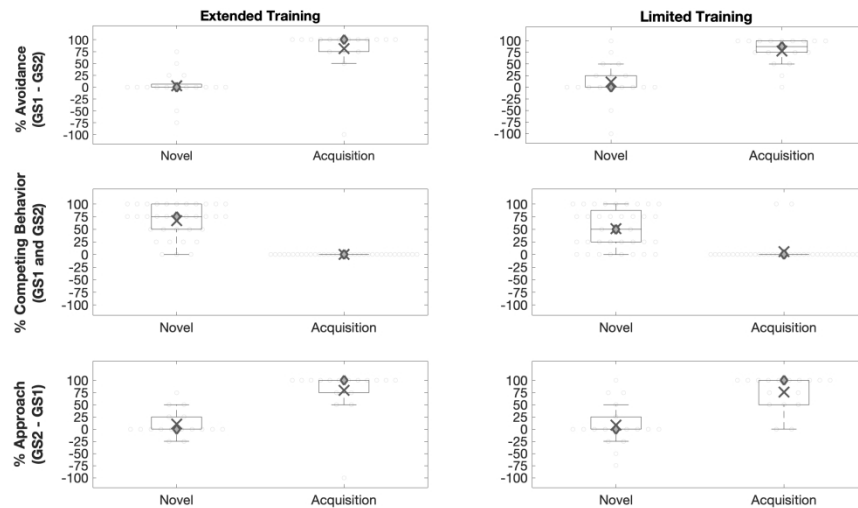 Extended Training
Limited Training
% Avoidance
(GS1 - GS2)
100
75
50
25
0
-25
-50
-75
-100
Novel
Acquisition
100
75
50
25
0
-25
-50
-75
-100
Novel
Acquisition
% Competing Behavior
(GS1 and GS2)
100
75
50
25
0
-25
-50
-75
-100
Novel
Acquisition
100
75
50
25
0
-25
-50
-75
-100
Novel
Acquisition
% Approach
(GS2 - GS1)
100
75
50
25
0
-25
-50
-75
-100
Novel
Acquisition
100
75
50
25
0
-25
-50
-75
-100
Novel
Acquisition